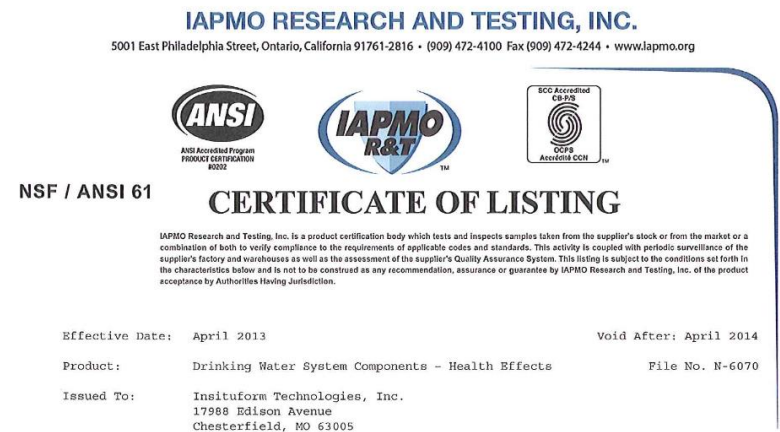 IAPMO RESEARCH AND TESTING, INC.
5001 East Philadelphia Street, Ontario, California 91761-2816 • (909) 472-4100 Fax (909) 472-4244 • www.iapmo.org
ANSI
ANSI Accredited Program
PRODUCT CERTIFICATION
#0202
IAPMO
R&T
TM
SCC Accredited
CB-P/S
OCPS
Accrédité CCN
TM
NSF / ANSI 61
CERTIFICATE OF LISTING
IAPMO Research and Testing, Inc. is a product certification body which tests and inspects samples taken from the supplier's stock or from the market or a
combination of both to verify compliance to the requirements of applicable codes and standards. This activity is coupled with periodic surveillance of the
supplier's factory and warehouses as well as the assessment of the supplier's Quality Assurance System. This listing is subject to the conditions set forth in
the characteristics below and is not to be construed as any recommendation, assurance or guarantee by IAPMO Research and Testing, Inc. of the product
acceptance by Authorities Having Jurisdiction.
Effective Date: April 2013 Void After: April 2014
Product: Drinking Water System Components - Health Effects File No. N-6070
Issued To: Insituform Technologies, Inc.
17988 Edison Avenue
Chesterfield, MO 63005